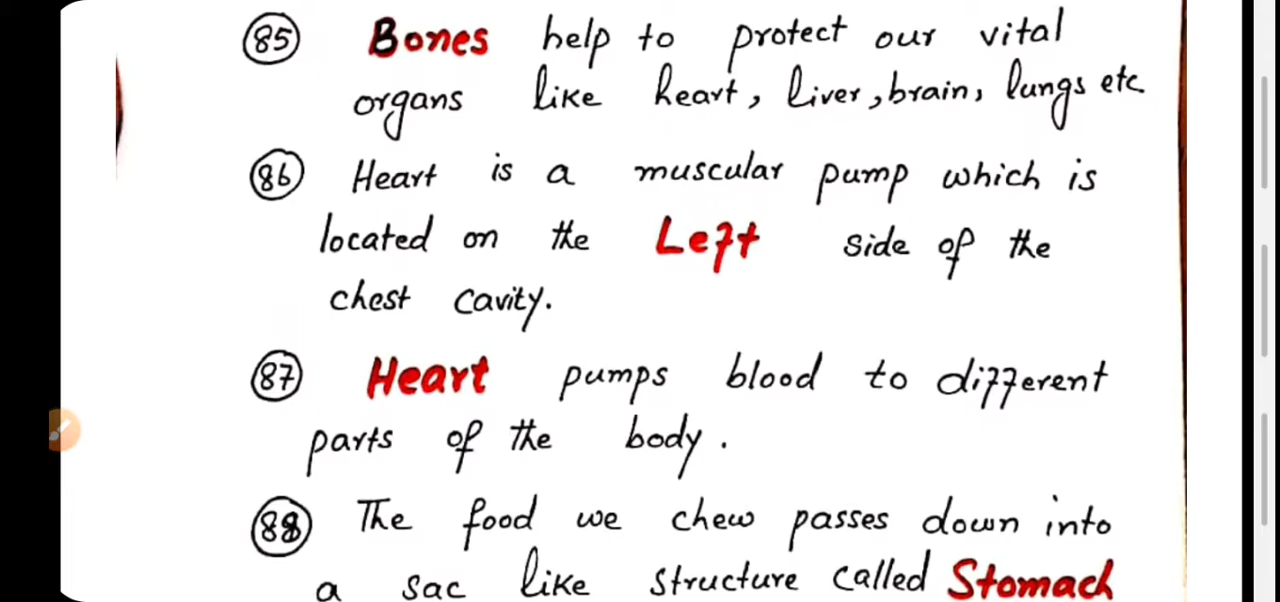 85 Bones help to protect our vital
organs like heart, liver, brain, lungs etc
86 Heart is a muscular pump which is
located on the Left side of the
chest cavity.
87 Heart pumps blood to different
parts of the body.
88 The food we chew passes down into
a sac like structure called Stomach